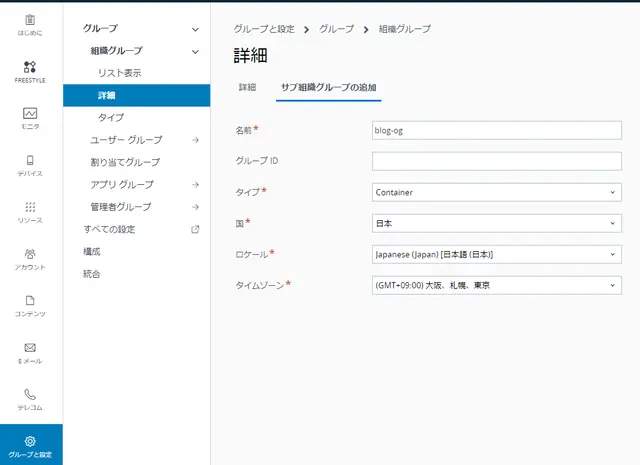 はじめに
FREESTYLE
モニタ
デバイス
リソース
アカウント
コンテンツ
Eメール
テレコム
グループと設定
グループ
組織グループ
リスト表示
詳細
タイプ
ユーザー グループ
割り当てグループ
アプリ グループ
管理者グループ
すべての設定
構成
統合
グループと設定 > グループ > 組織グループ
詳細
詳細 サブ組織グループの追加
名前* blog-og
グループ ID
タイプ* Container
国* 日本
ロケール* Japanese (Japan) [日本語 (日本)]
タイムゾーン* (GMT+09:00) 大阪、札幌、東京